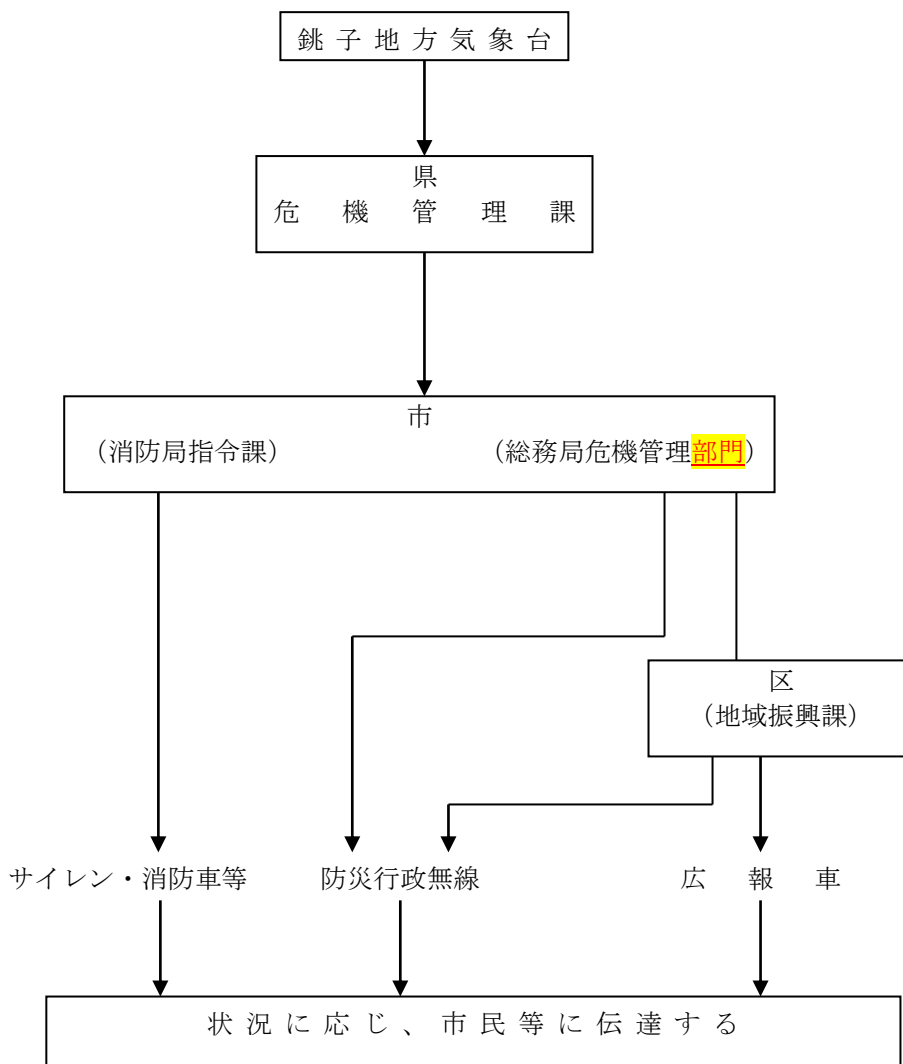 銚子地方気象台
県
危機管理課
市
（消防局指令課）
（総務局危機管理部門）
区
（地域振興課）
サイレン・消防車等
防災行政無線
広報車
状況に応じ、市民等に伝達する